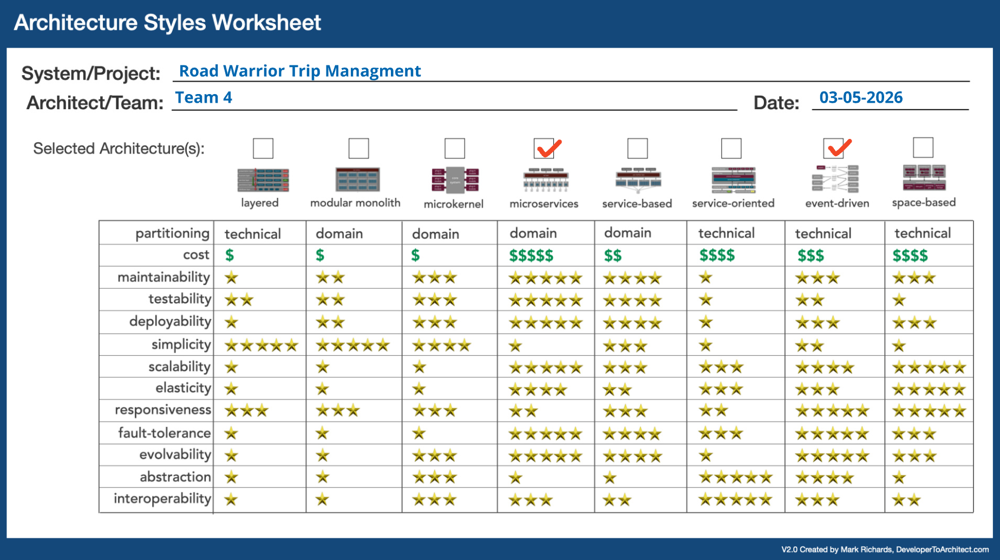 Architecture Styles Worksheet
System/Project: Road Warrior Trip Managment
Architect/Team: Team 4 Date: 03-05-2026
Selected Architecture(s):
layered modular monolith microkernel microservices service-based service-oriented event-driven space-based
partitioning technical domain domain domain domain technical technical technical
cost $ $ $ $$$$$ $$ $$$$ $$$ $$$$
maintainability
testability
deployability
simplicity
scalability
elasticity
responsiveness
fault-tolerance
evolvability
abstraction
interoperability
V2.0 Created by Mark Richards, DeveloperToArchitect.com